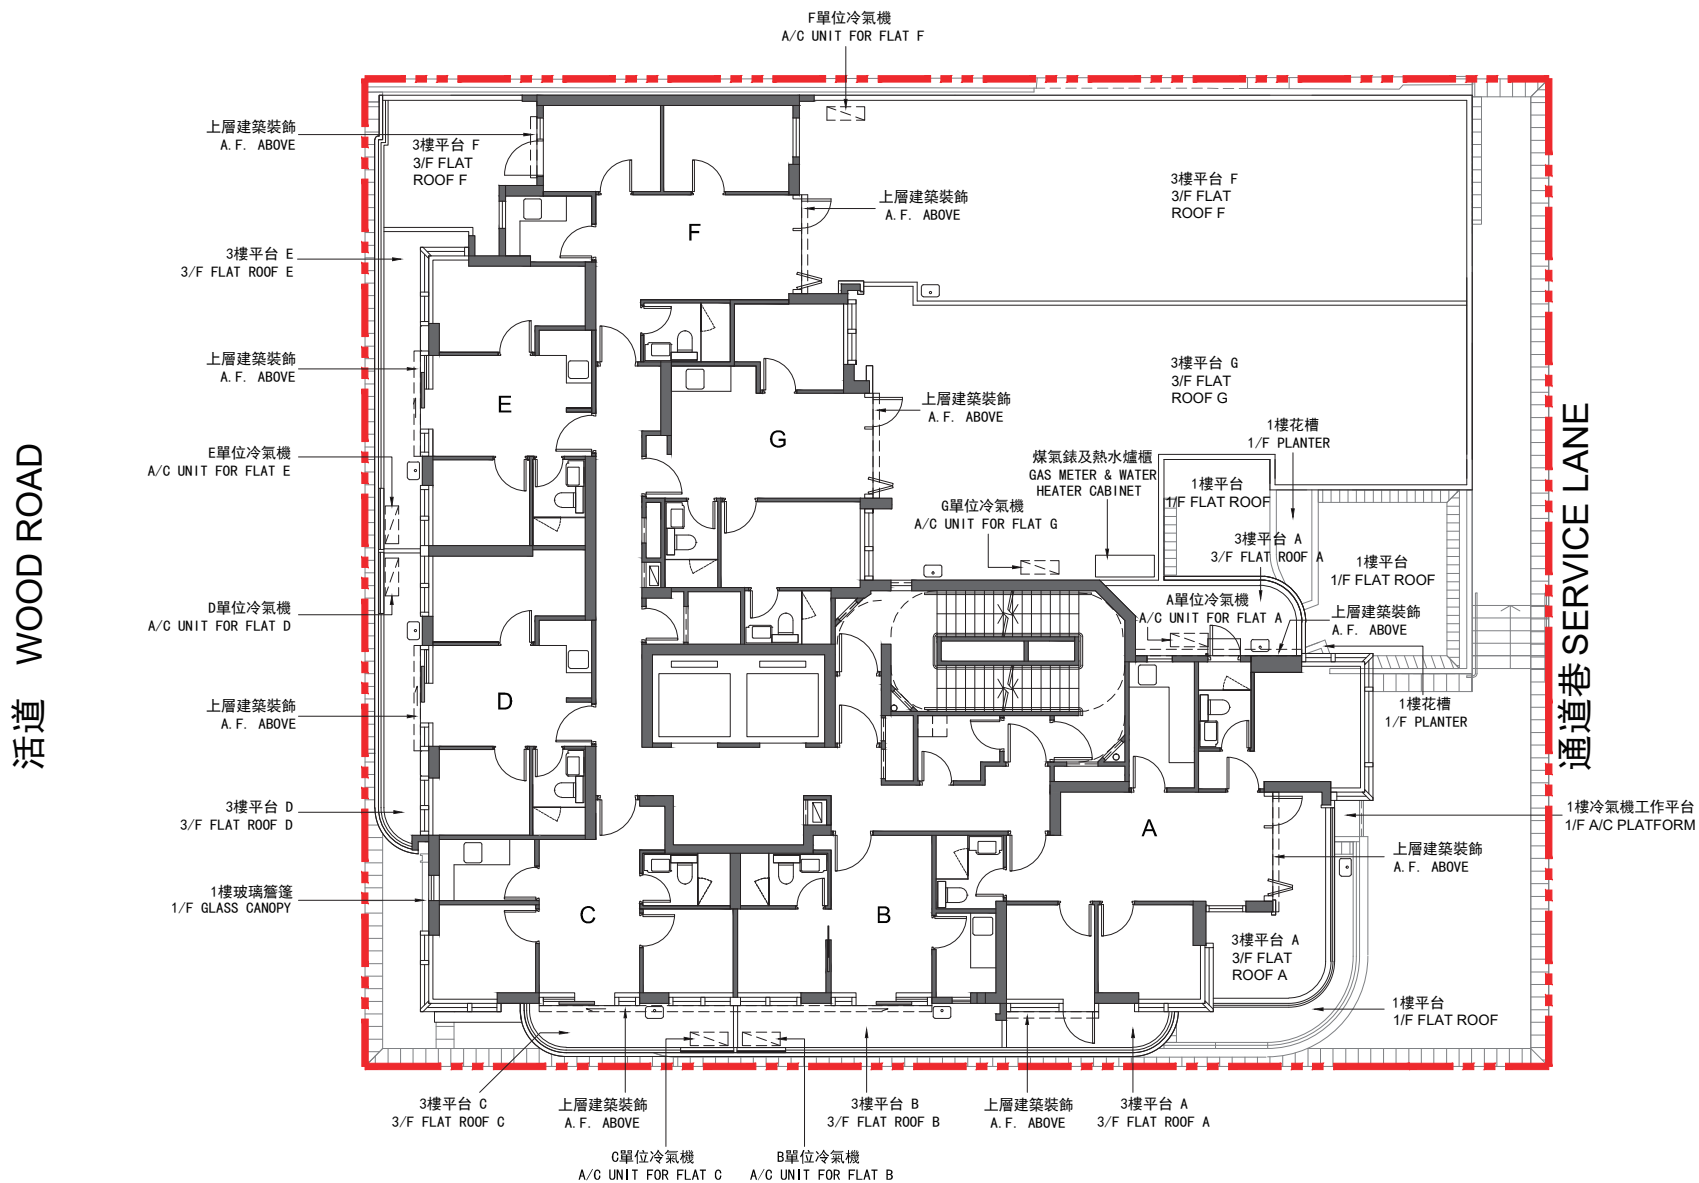 F單位冷氣機
A/C UNIT FOR FLAT F
上層建築裝飾
A.F. ABOVE
3樓平台 F
3/F FLAT
ROOF F
3樓平台 F
3/F FLAT
ROOF F
上層建築裝飾
A.F. ABOVE
F
3樓平台 E
3/F FLAT ROOF E
上層建築裝飾
A.F. ABOVE
3樓平台 G
3/F FLAT
ROOF G
上層建築裝飾
A.F. ABOVE
E
G
1樓花槽
1/F PLANTER
E單位冷氣機
A/C UNIT FOR FLAT E
煤氣錶及熱水爐櫃
GAS METER & WATER
HEATER CABINET
1樓平台
1/F FLAT ROOF
G單位冷氣機
A/C UNIT FOR FLAT G
3樓平台 A
3/F FLAT ROOF A
1樓平台
1/F FLAT ROOF
D單位冷氣機
A/C UNIT FOR FLAT D
A單位冷氣機
A/C UNIT FOR FLAT A
上層建築裝飾
A.F. ABOVE
活道 WOOD ROAD
通道巷 SERVICE LANE
上層建築裝飾
A.F. ABOVE
D
1樓花槽
1/F PLANTER
3樓平台 D
3/F FLAT ROOF D
1樓冷氣機工作平台
1/F A/C PLATFORM
A
上層建築裝飾
A.F. ABOVE
1樓玻璃簷篷
1/F GLASS CANOPY
C
B
3樓平台 A
3/F FLAT
ROOF A
1樓平台
1/F FLAT ROOF
3樓平台 C
3/F FLAT ROOF C
上層建築裝飾
A.F. ABOVE
3樓平台 B
3/F FLAT ROOF B
上層建築裝飾
A.F. ABOVE
3樓平台 A
3/F FLAT ROOF A
C單位冷氣機
A/C UNIT FOR FLAT C
B單位冷氣機
A/C UNIT FOR FLAT B